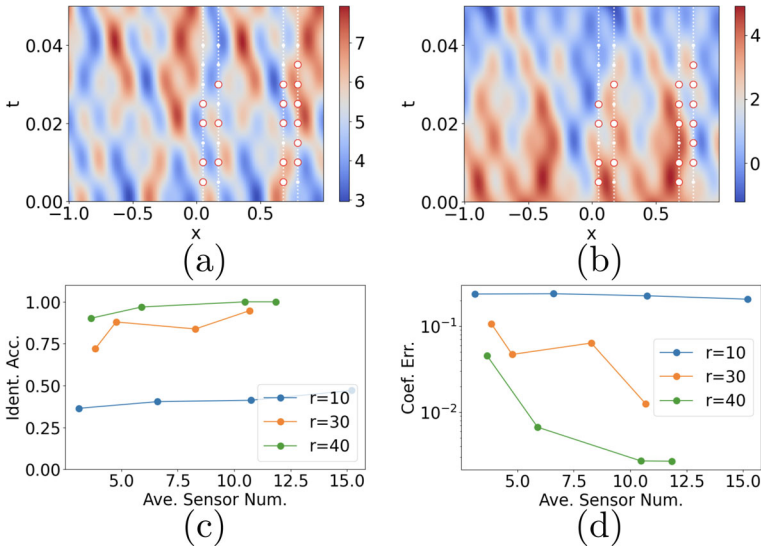 0.04
0.02
0.00
t
-1.0 -0.5 0.0 0.5
x
7
6
5
4
3
(a)
0.04
0.02
0.00
t
-1.0 -0.5 0.0 0.5
x
4
2
0
(b)
1.00
0.75
0.50
0.25
0.00
Ident. Acc.
r=10
r=30
r=40
5.0 7.5 10.0 12.5 15.0
Ave. Sensor Num.
(c)
10⁻¹
10⁻²
Coef. Err.
r=10
r=30
r=40
5.0 7.5 10.0 12.5 15.0
Ave. Sensor Num.
(d)